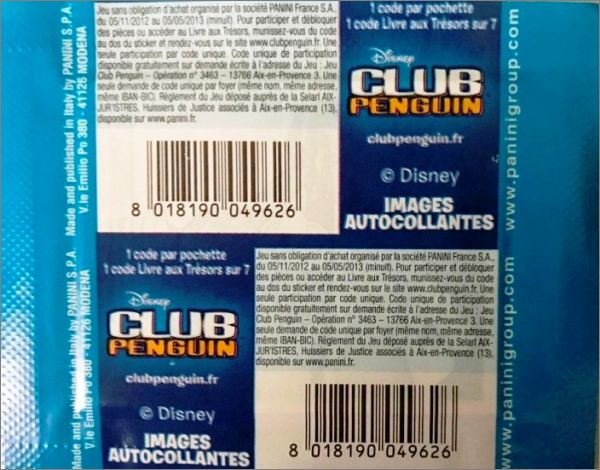 Jeu sans obligation d'achat organisé par la société PANINI France S.A.,
du 05/11/2012 au 05/05/2013 (minuit). Pour participer et débloquer
des pièces ou accéder au Livre aux Trésors, munissez-vous du code
au dos du sticker et rendez-vous sur le site www.clubpenguin.fr. Une
seule participation par code unique. Code unique de participation
disponible gratuitement sur demande écrite à l'adresse du Jeu : Jeu
Club Penguin – Opération n° 3463 – 13766 Aix-en-Provence 3. Une
seule demande de code unique par foyer (même nom, même adresse,
même IBAN-BIC). Règlement du Jeu déposé auprès de la Selarl AIX-
JUR'ISTRES, Huissiers de Justice associés à Aix-en-Provence (13),
disponible sur www.panini.fr.
8 018190 049626
1 code par pochette
1 code Livre aux Trésors sur 7
Disney
CLUB
PENGUIN
clubpenguin.fr
© Disney
IMAGES
AUTOCOLLANTES
1 code par pochette
1 code Livre aux Trésors sur 7
Disney
CLUB
PENGUIN
clubpenguin.fr
© Disney
IMAGES
AUTOCOLLANTES
Jeu sans obligation d'achat organisé par la société PANINI France S.A.,
du 05/11/2012 au 05/05/2013 (minuit). Pour participer et débloquer
des pièces ou accéder au Livre aux Trésors, munissez-vous du code
au dos du sticker et rendez-vous sur le site www.clubpenguin.fr. Une
seule participation par code unique. Code unique de participation
disponible gratuitement sur demande écrite à l'adresse du Jeu : Jeu
Club Penguin – Opération n° 3463 – 13766 Aix-en-Provence 3. Une
seule demande de code unique par foyer (même nom, même adresse,
même IBAN-BIC). Règlement du Jeu déposé auprès de la Selarl AIX-
JUR'ISTRES, Huissiers de Justice associés à Aix-en-Provence (13),
disponible sur www.panini.fr.
8 018190 049626
Made and published in Italy by PANINI S.P.A.
V.le Emilio Po 380 - 41126 MODENA
Made and published in Italy by PANINI S.P.A.
V.le Emilio Po 380 - 41126 MODENA
www.paninigroup.com
www.paninigroup.com